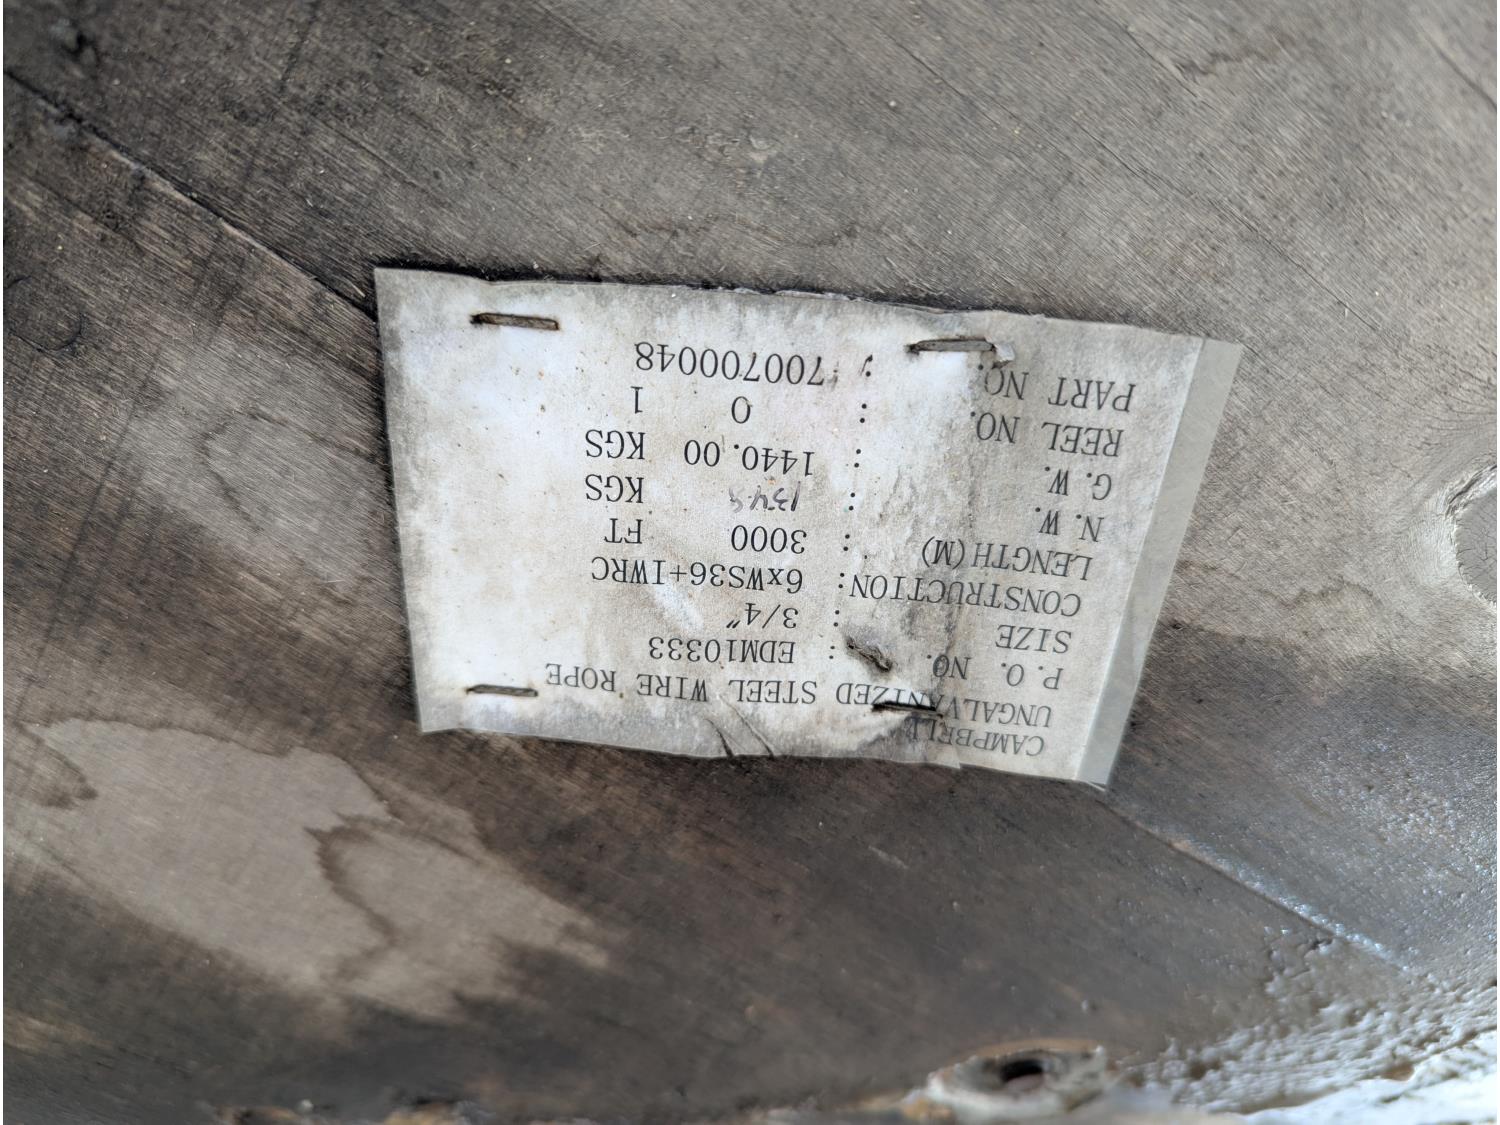 CAMPBELL
UNGALVANIZED STEEL WIRE ROPE
P. O. NO. : EDM10333
SIZE : 3/4"
CONSTRUCTION : 6xWS36+IWRC
LENGTH(M) : 3000 FT
N. W. : KGS
G. W. : 1440.00 KGS
REEL NO. : 0 1
PART NO. : 700700048